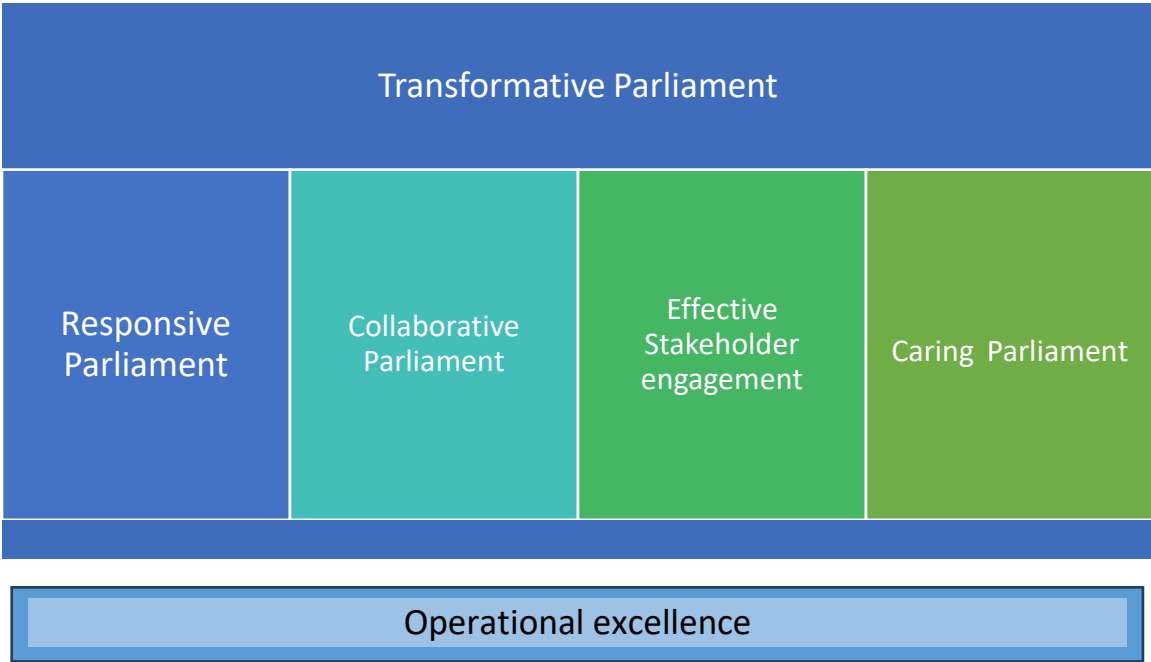 Transformative Parliament
Responsive
Parliament
Collaborative
Parliament
Effective
Stakeholder
engagement
Caring  Parliament
Operational excellence